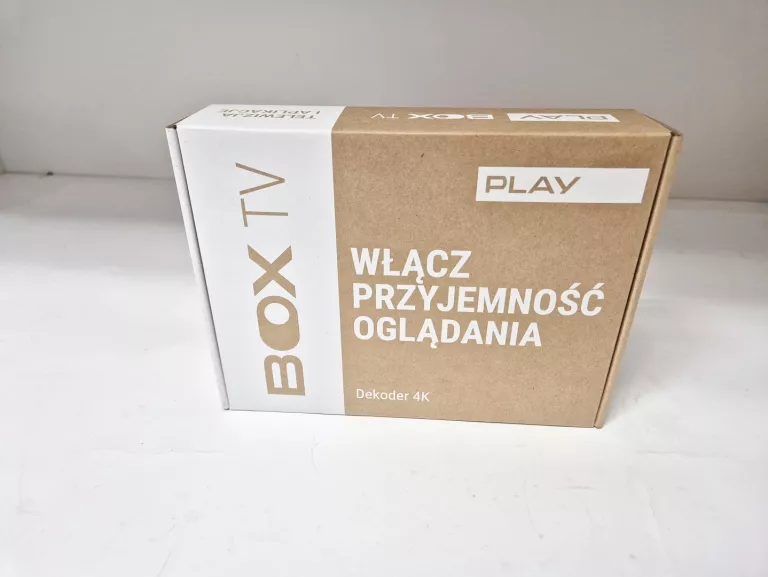 TELEWIZJA
I APLIKACJE
PLAY BOX TV
BOX TV
PLAY
WŁĄCZ
PRZYJEMNOŚĆ
OGLĄDANIA
Dekoder 4K